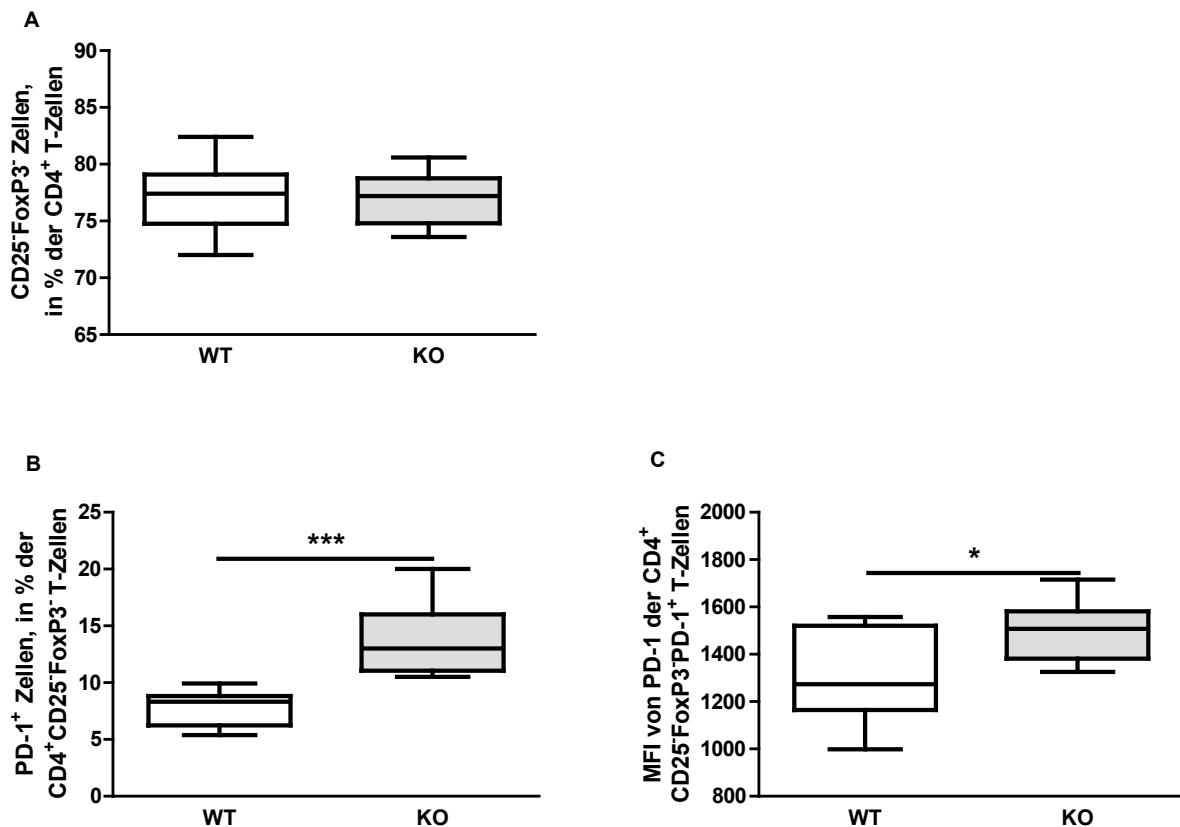 A
CD25⁻FoxP3⁻ Zellen,
in % der CD4⁺ T-Zellen
90
85
80
75
70
65
WT KO
B
PD-1⁺ Zellen, in % der
CD4⁺CD25⁻FoxP3⁻ T-Zellen
25
20
15
10
5
0
***
WT KO
C
MFI von PD-1 der CD4⁺
CD25⁻FoxP3⁻PD-1⁺ T-Zellen
2000
1800
1600
1400
1200
1000
800
*
WT KO